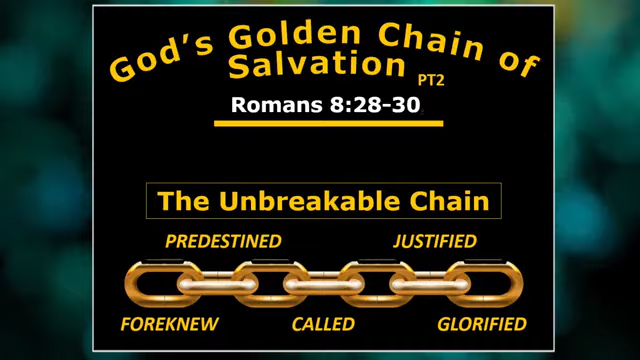 God's Golden Chain of
Salvation PT2
Romans 8:28-30
The Unbreakable Chain
PREDESTINED JUSTIFIED
FOREKNEW CALLED GLORIFIED